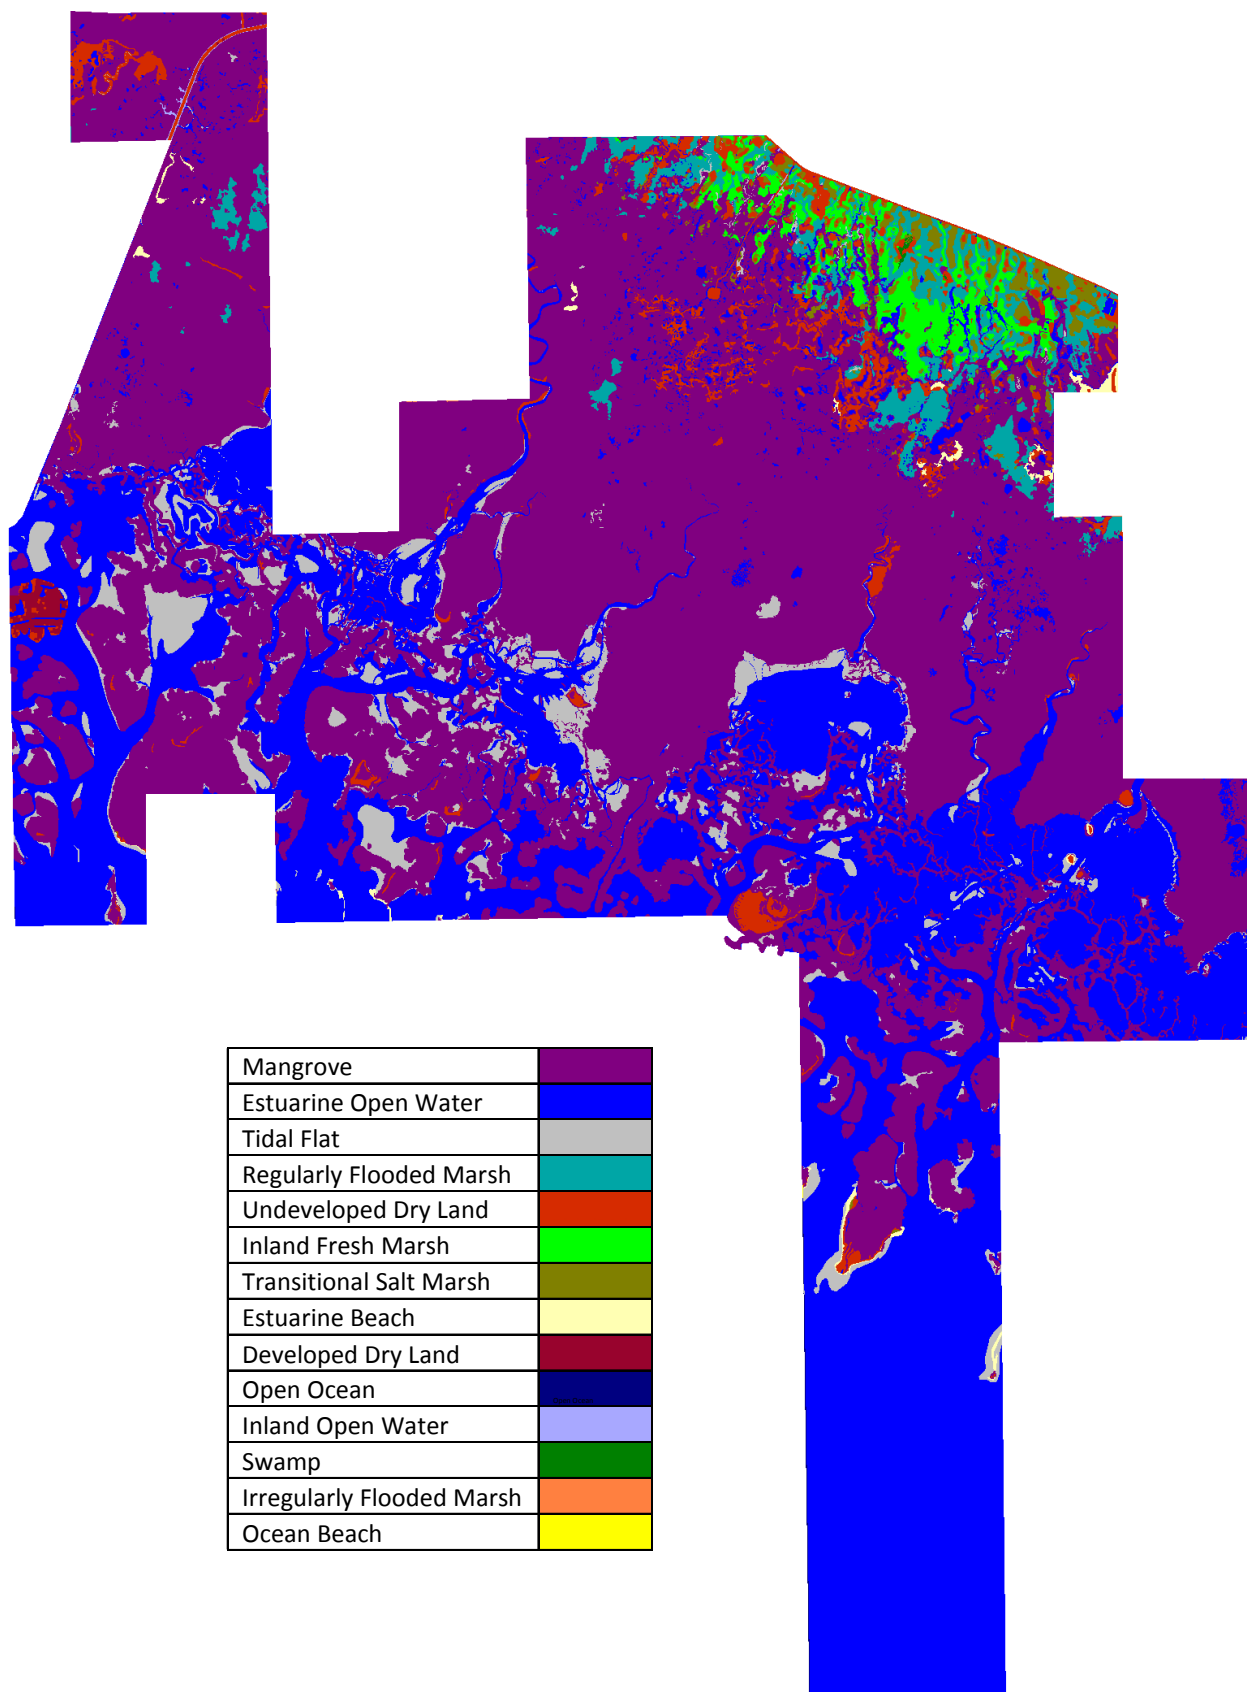 Mangrove
Estuarine Open Water
Tidal Flat
Regularly Flooded Marsh
Undeveloped Dry Land
Inland Fresh Marsh
Transitional Salt Marsh
Estuarine Beach
Developed Dry Land
Open Ocean
Inland Open Water
Swamp
Irregularly Flooded Marsh
Ocean Beach